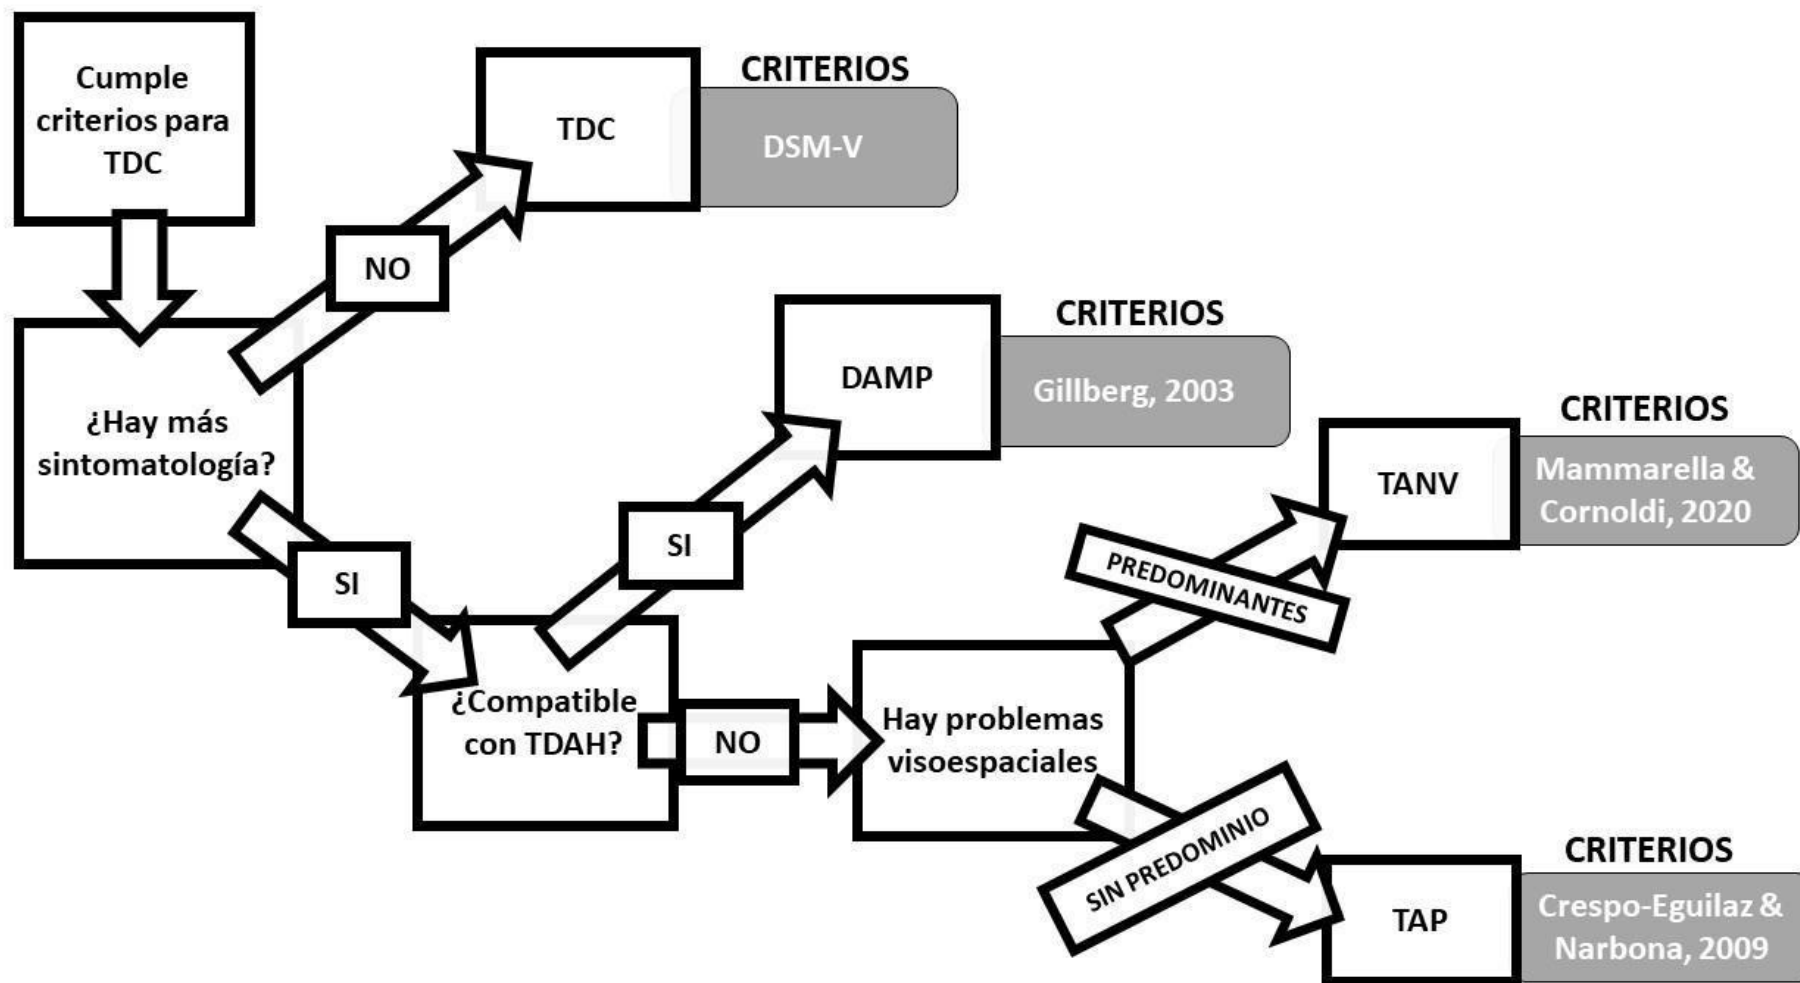 Cumple
criterios para
TDC
TDC
CRITERIOS
DSM-V
NO
¿Hay más
sintomatología?
SI
DAMP
CRITERIOS
Gillberg, 2003
SI
¿Compatible
con TDAH?
NO
Hay problemas
visoespaciales
PREDOMINANTES
TANV
CRITERIOS
Mammarella &
Cornoldi, 2020
SIN PREDOMINIO
TAP
CRITERIOS
Crespo-Eguilaz &
Narbona, 2009